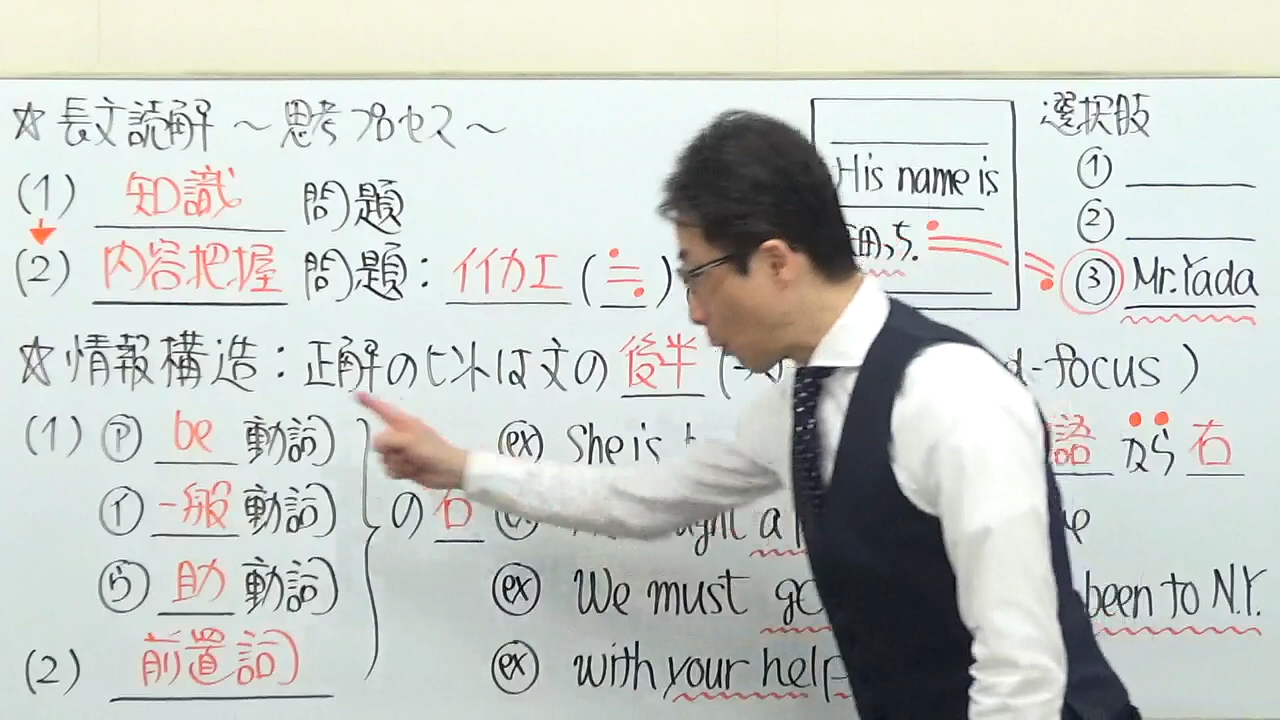 ☆長文読解 ～思考プロセス～
(1) 知識 問題
(2) 内容把握 問題：イイカエ(≒)
His name is
選択肢
①
②
③ Mr. Yada
☆情報構造：正解のヒントは文の後半(
d-focus)
(1) ㋐ be 動詞
㋑ 一般 動詞
㋒ 助 動詞
の右
(2) 前置詞
ex She is
語 から 右
ex
a
ex We must go
been to N.Y.
ex with your help